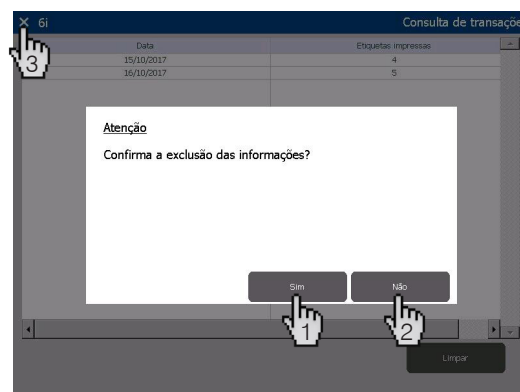 6i Consulta de transaçõe
Data Etiquetas impressas
15/10/2017 4
16/10/2017 5
Atenção
Confirma a exclusão das informações?
Sim Não
3
1 2
Limpar